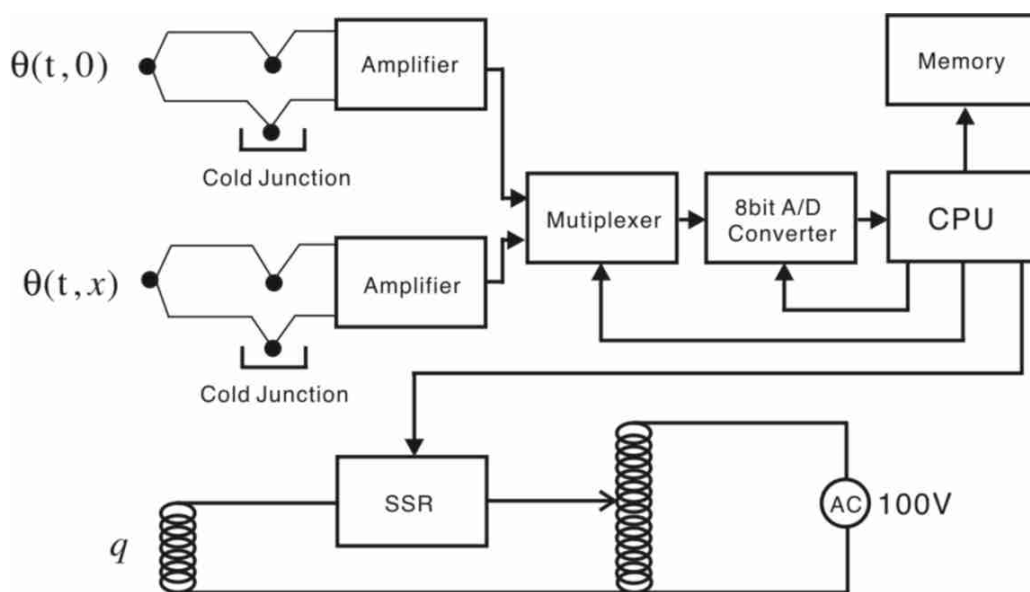 θ(t,0)
Amplifier
Memory
Cold Junction
Mutiplexer
8bit A/D
Converter
CPU
θ(t,x)
Amplifier
Cold Junction
SSR
AC
100V
q